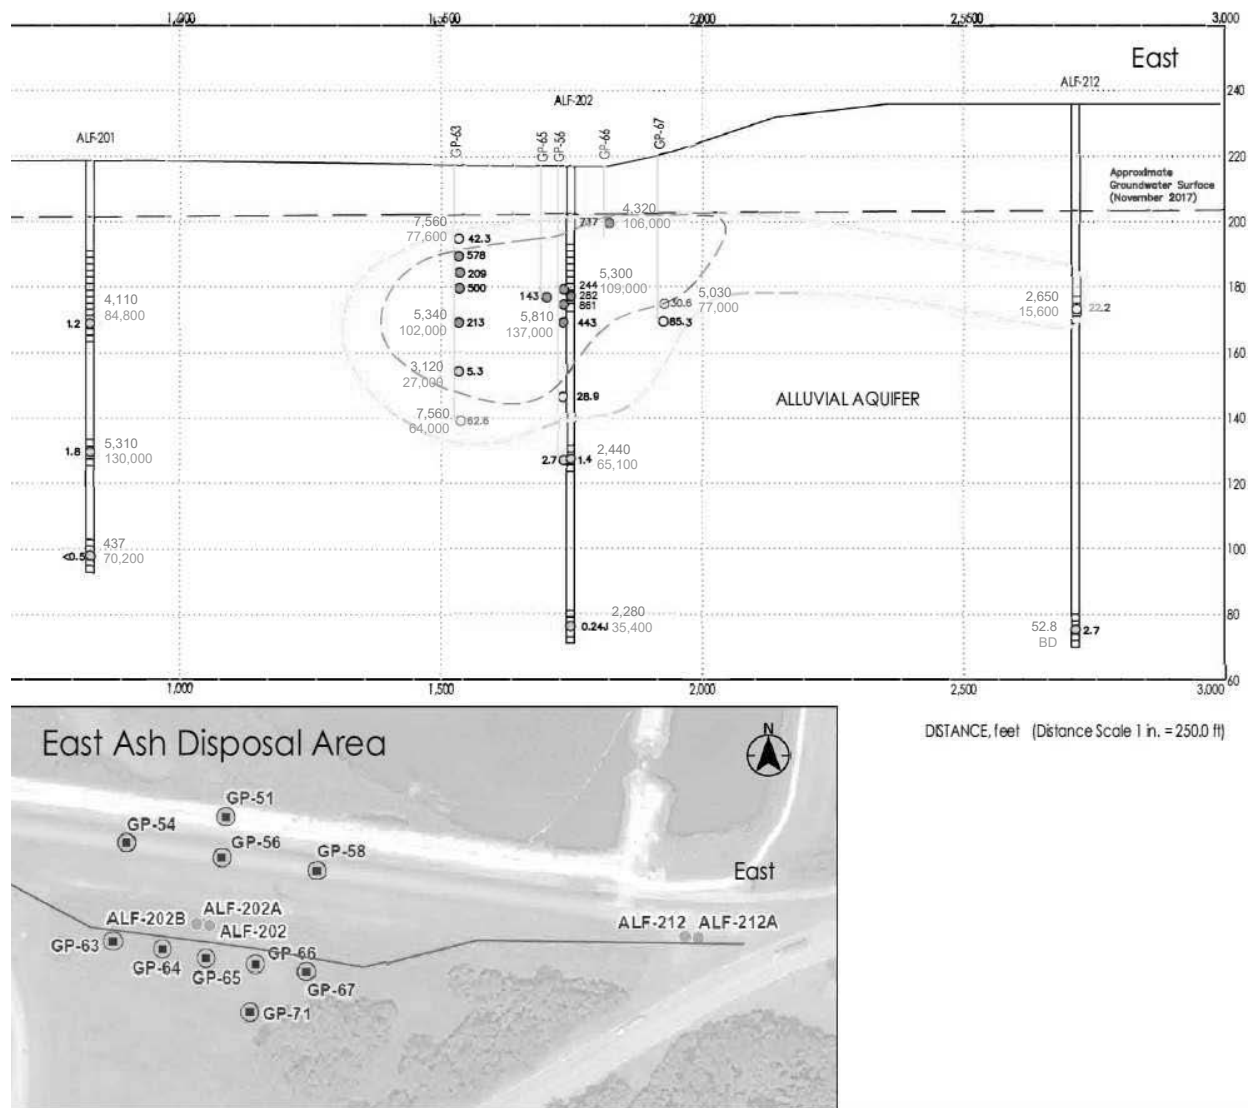 1,000
2,000
3,000
East
ALF-212
ALF-202
ALF-201
GP-63
GP-65
GP-56
GP-66
GP-67
240
220
200
180
160
140
120
100
80
60
Approximate
Groundwater Surface
(November 2017)
7,560
77,600
42.3
578
209
500
5,340
102,000
213
3,120
27,000
5.3
7,560
64,000
62.6
4,320
106,000
5,300
109,000
244
282
861
143
5,810
137,000
443
28.9
2.7
1.4
2,440
65,100
0.24J
2,280
35,400
30.6
5,030
77,000
65.3
2,650
15,600
22.2
4,110
84,800
1.2
5,310
130,000
1.8
437
70,200
<0.5
52.8
BD
2.7
ALLUVIAL AQUIFER
1,000
1,500
2,000
2,500
3,000
DISTANCE, feet (Distance Scale 1 in. = 250.0 ft)
East Ash Disposal Area
N
GP-51
GP-54
GP-56
GP-58
East
ALF-202B
ALF-202A
ALF-202
ALF-212
ALF-212A
GP-63
GP-64
GP-65
GP-66
GP-67
GP-71